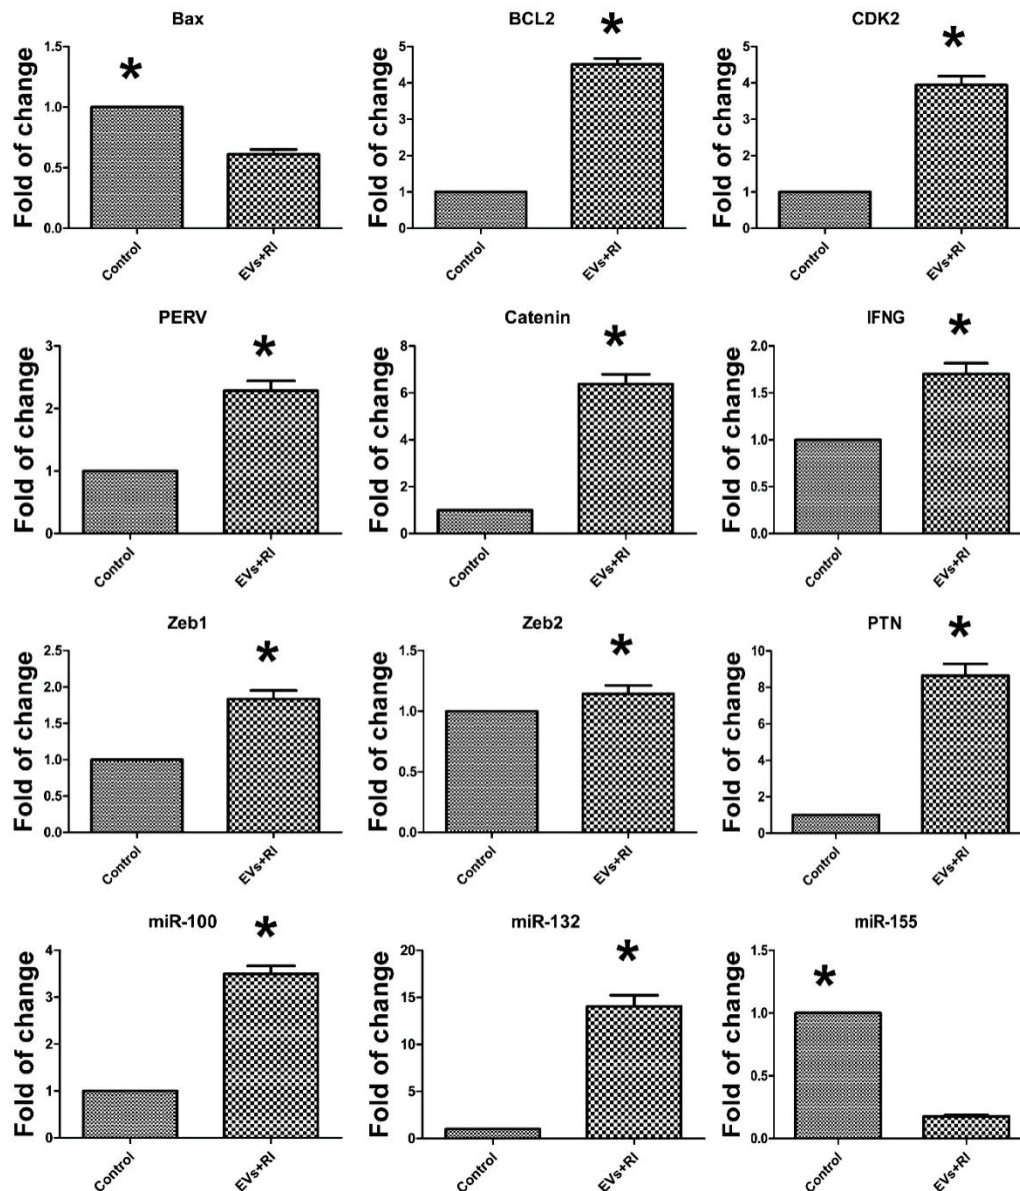 Bax
BCL2
CDK2
Fold of change
1.5
1.0
0.5
0.0
*
Control
EVs+RI
Fold of change
5
4
3
2
1
0
*
Control
EVs+RI
Fold of change
5
4
3
2
1
0
*
Control
EVs+RI
PERV
Catenin
IFNG
Fold of change
3
2
1
0
*
Control
EVs+RI
Fold of change
8
6
4
2
0
*
Control
EVs+RI
Fold of change
2.0
1.5
1.0
0.5
0.0
*
Control
EVs+RI
Zeb1
Zeb2
PTN
Fold of change
2.5
2.0
1.5
1.0
0.5
0.0
*
Control
EVs+RI
Fold of change
1.5
1.0
0.5
0.0
*
Control
EVs+RI
Fold of change
10
8
6
4
2
0
*
Control
EVs+RI
miR-100
miR-132
miR-155
Fold of change
4
3
2
1
0
*
Control
EVs+RI
Fold of change
20
15
10
5
0
*
Control
EVs+RI
Fold of change
1.5
1.0
0.5
0.0
*
Control
EVs+RI